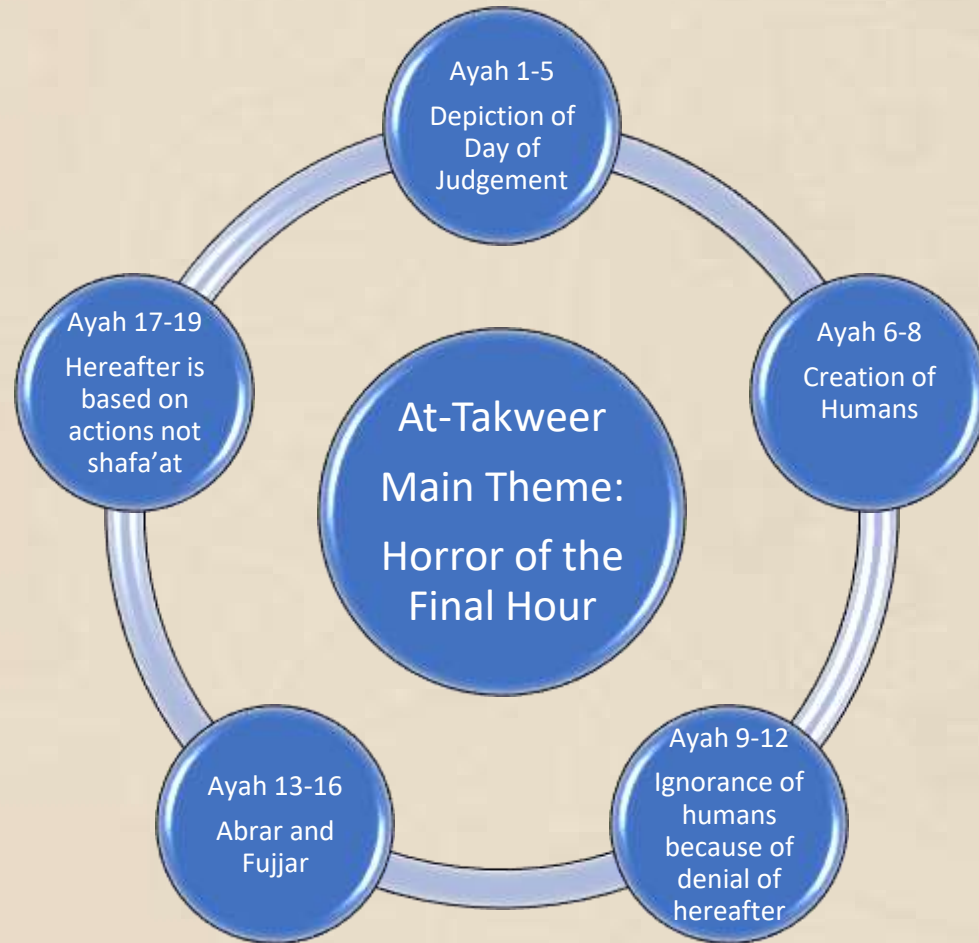 Ayah 1-5
Depiction of
Day of
Judgement
Ayah 6-8
Creation of
Humans
Ayah 9-12
Ignorance of
humans
because of
denial of
hereafter
Ayah 13-16
Abrar and
Fujjar
Ayah 17-19
Hereafter is
based on
actions not
shafa’at
At-Takweer
Main Theme:
Horror of the
Final Hour